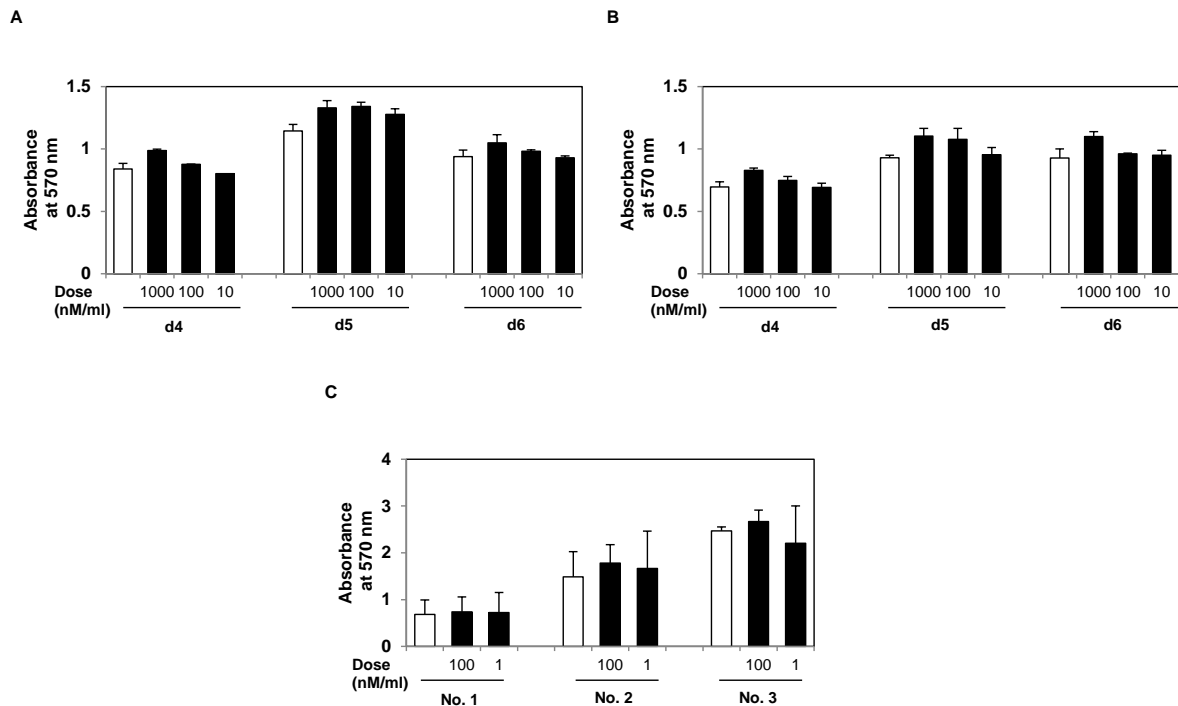 A
Absorbance
at 570 nm
1.5
1
0.5
0
Dose
(nM/ml)
1000 100 10 1000 100 10 1000 100 10
d4 d5 d6
B
Absorbance
at 570 nm
1.5
1
0.5
0
Dose
(nM/ml)
1000 100 10 1000 100 10 1000 100 10
d4 d5 d6
C
Absorbance
at 570 nm
4
3
2
1
0
Dose
(nM/ml)
100 1 100 1 100 1
No. 1 No. 2 No. 3